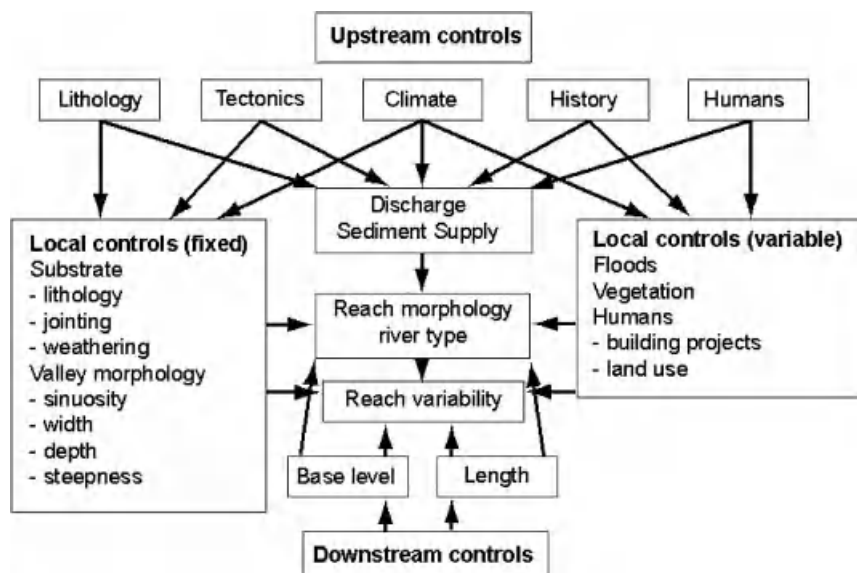 Upstream controls
Lithology
Tectonics
Climate
History
Humans
Discharge
Sediment Supply
Local controls (fixed)
Substrate
- lithology
- jointing
- weathering
Valley morphology
- sinuosity
- width
- depth
- steepness
Local controls (variable)
Floods
Vegetation
Humans
- building projects
- land use
Reach morphology
river type
Reach variability
Base level
Length
Downstream controls